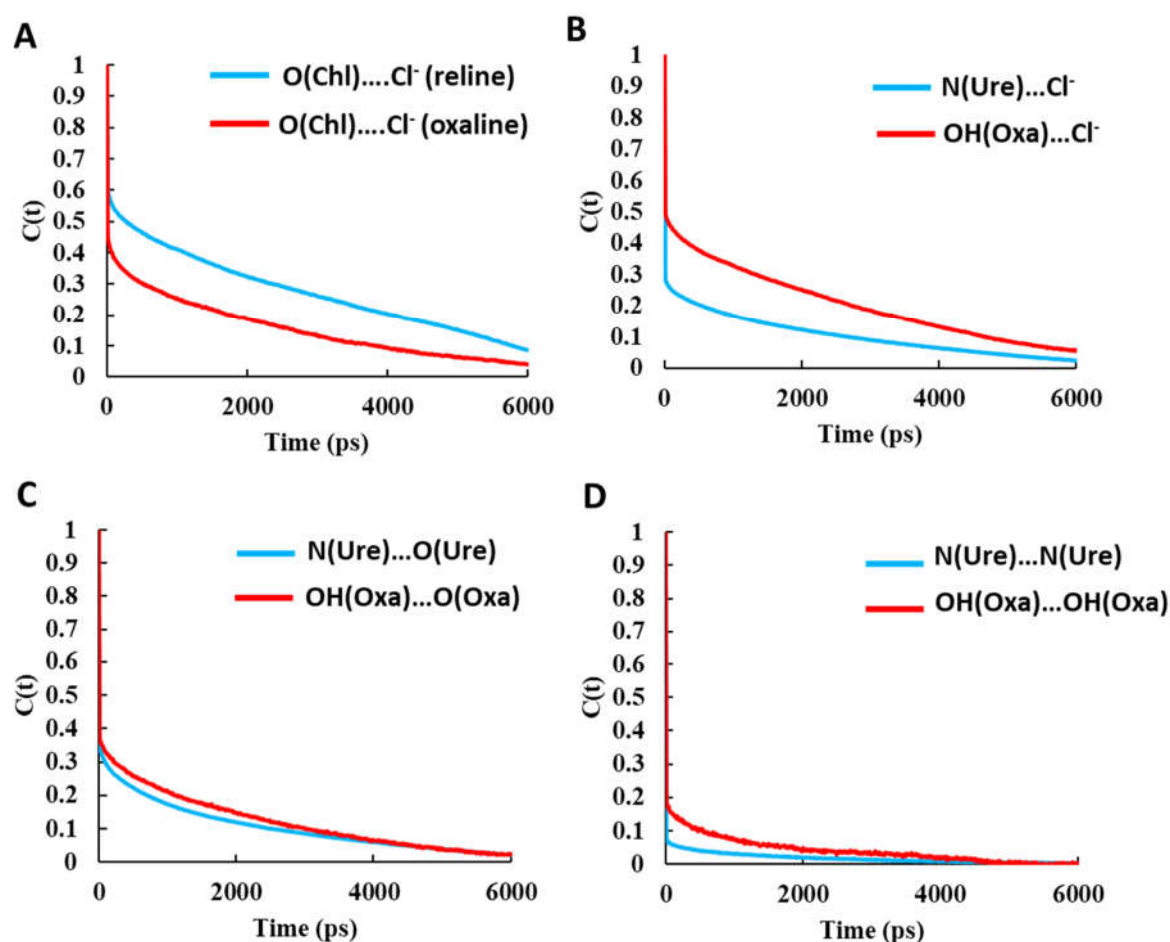 A
O(Chl)....Cl⁻ (reline)
O(Chl)....Cl⁻ (oxaline)
C(t)
1
0.9
0.8
0.7
0.6
0.5
0.4
0.3
0.2
0.1
0
0 2000 4000 6000
Time (ps)
B
N(Ure)...Cl⁻
OH(Oxa)...Cl⁻
C(t)
1
0.9
0.8
0.7
0.6
0.5
0.4
0.3
0.2
0.1
0
0 2000 4000 6000
Time (ps)
C
N(Ure)...O(Ure)
OH(Oxa)...O(Oxa)
C(t)
1
0.9
0.8
0.7
0.6
0.5
0.4
0.3
0.2
0.1
0
0 2000 4000 6000
Time (ps)
D
N(Ure)...N(Ure)
OH(Oxa)...OH(Oxa)
C(t)
1
0.9
0.8
0.7
0.6
0.5
0.4
0.3
0.2
0.1
0
0 2000 4000 6000
Time (ps)